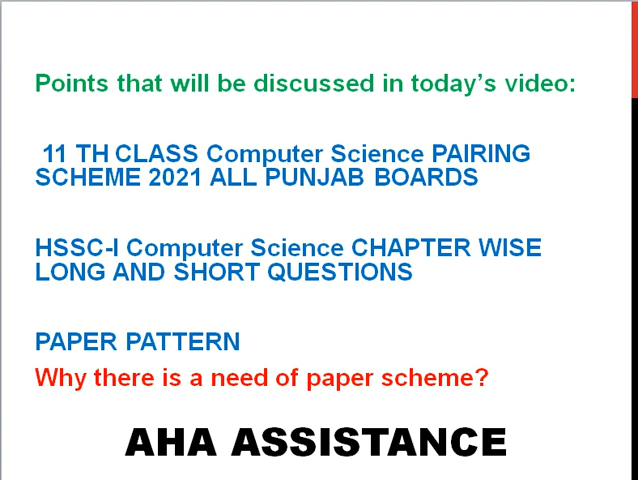 Points that will be discussed in today’s video:
11 TH CLASS Computer Science PAIRING
SCHEME 2021 ALL PUNJAB BOARDS
HSSC-I Computer Science CHAPTER WISE
LONG AND SHORT QUESTIONS
PAPER PATTERN
Why there is a need of paper scheme?
AHA ASSISTANCE